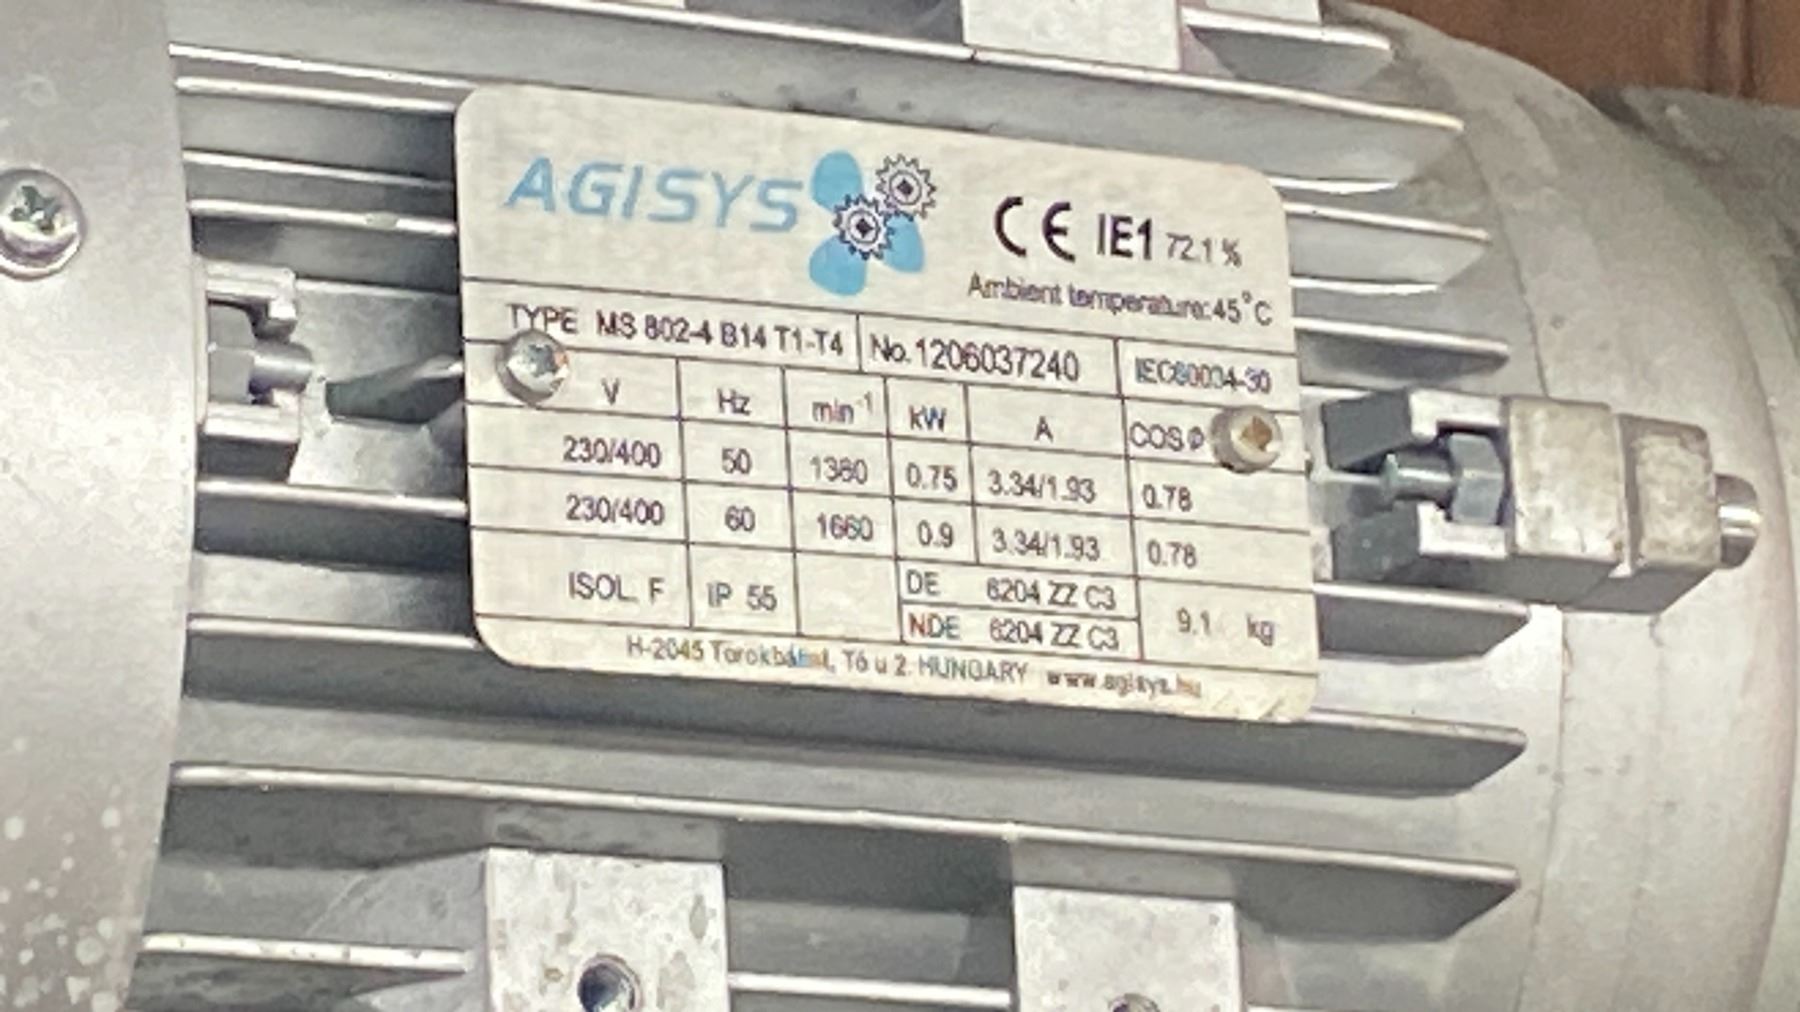 AGISYS
CE IE1 72.1 %
Ambient temperature: 45°C
TYPE MS 802-4 B14 T1-T4 No. 1206037240 IEC60034-30
V Hz min⁻¹ kW A COSΦ
230/400 50 1380 0.75 3.34/1.93 0.78
230/400 60 1660 0.9 3.34/1.93 0.78
ISOL. F IP 55 DE 6204 ZZ C3 9.1 kg
NDE 6204 ZZ C3
H-2045 Törökbálint, Tó u 2. HUNGARY www.agisys.hu